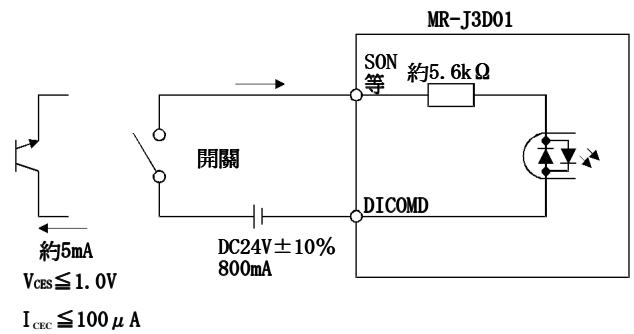 MR-J3D01
SON
等
約5.6kΩ
開關
DICOMD
DC24V±10%
800mA
約5mA
VCES≦1.0V
ICEC≦100μA